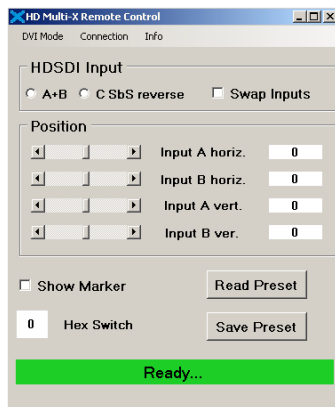 HD Multi-X Remote Control
DVI Mode Connection Info
HDSDI Input
A+B C SbS reverse Swap Inputs
Position
Input A horiz. 0
Input B horiz. 0
Input A vert. 0
Input B ver. 0
Show Marker Read Preset
0 Hex Switch Save Preset
Ready...